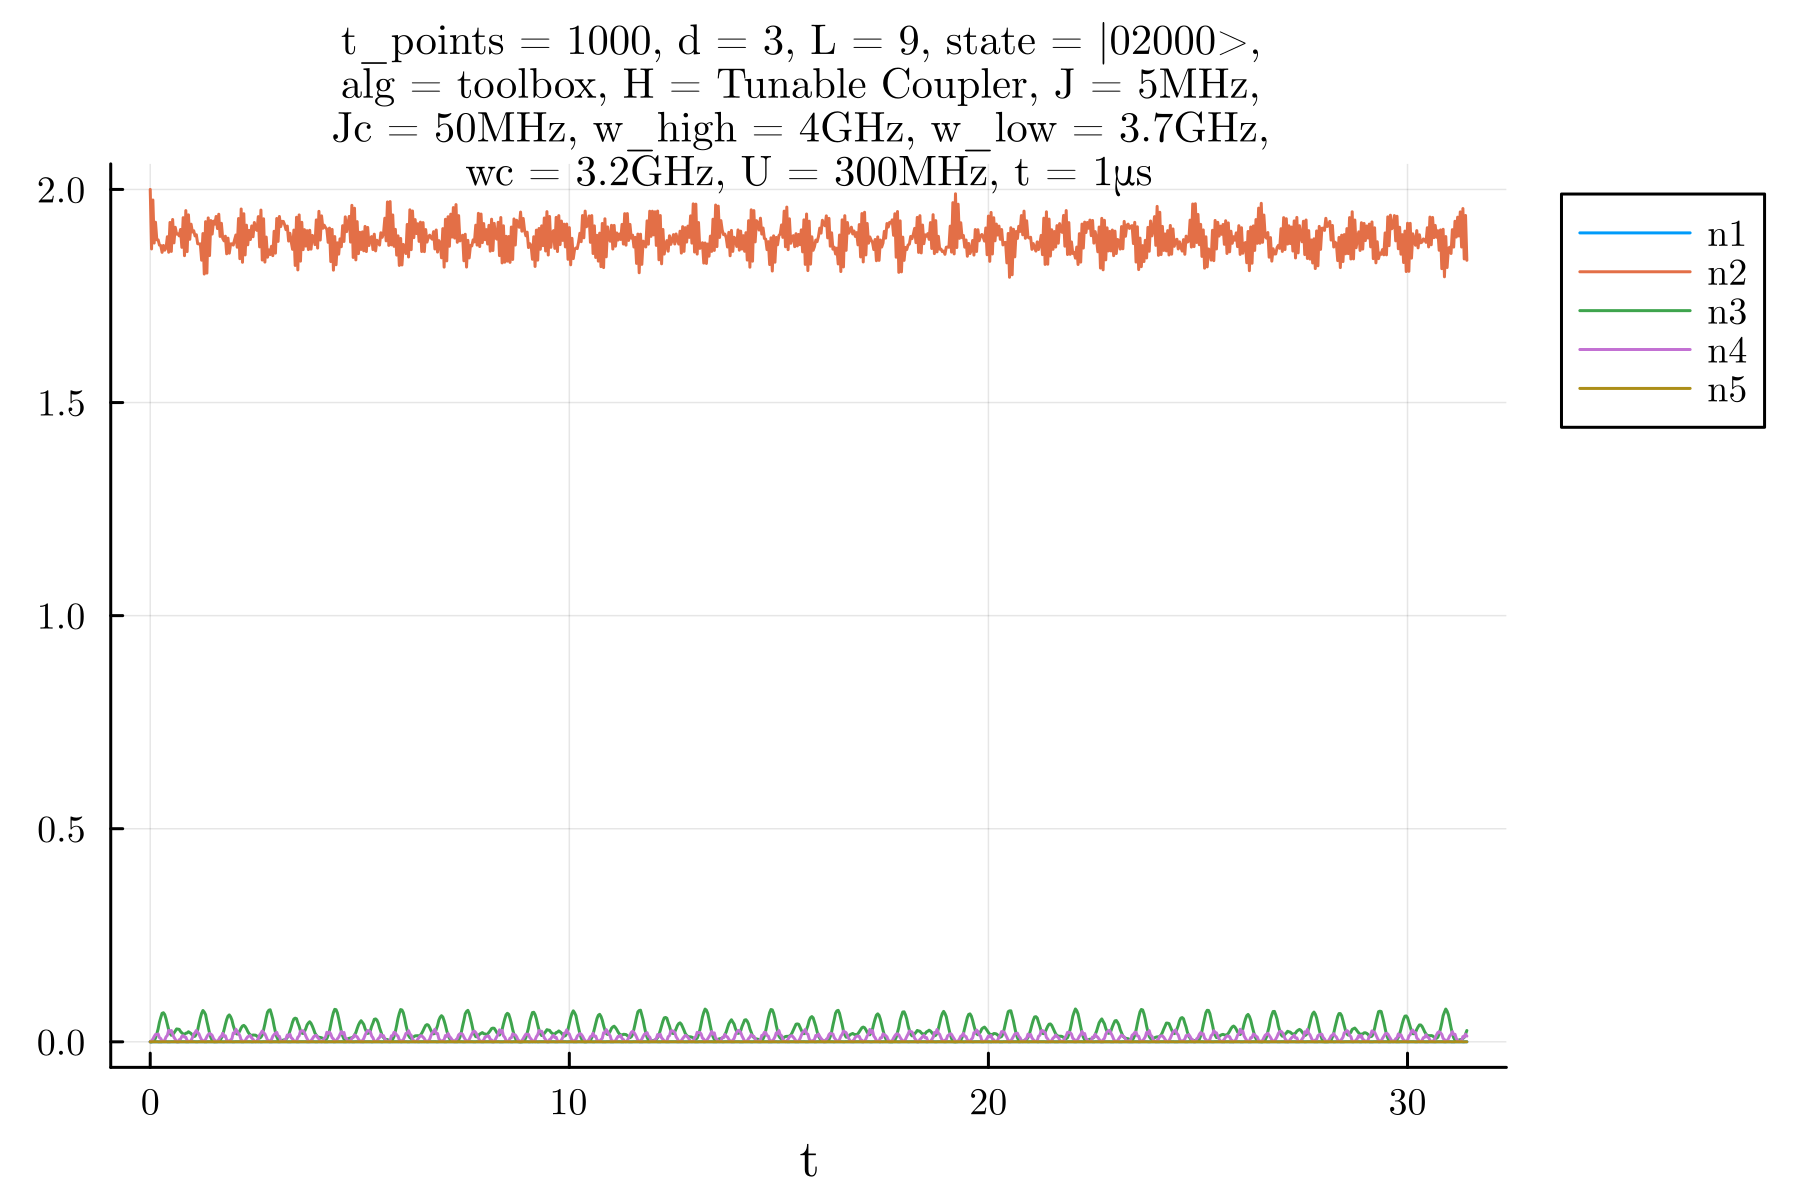 t_points = 1000, d = 3, L = 9, state = |02000>,
alg = toolbox, H = Tunable Coupler, J = 5MHz,
Jc = 50MHz, w_high = 4GHz, w_low = 3.7GHz,
wc = 3.2GHz, U = 300MHz, t = 1μs
2.0
1.5
1.0
0.5
0.0
n1
n2
n3
n4
n5
0 10 20 30
t